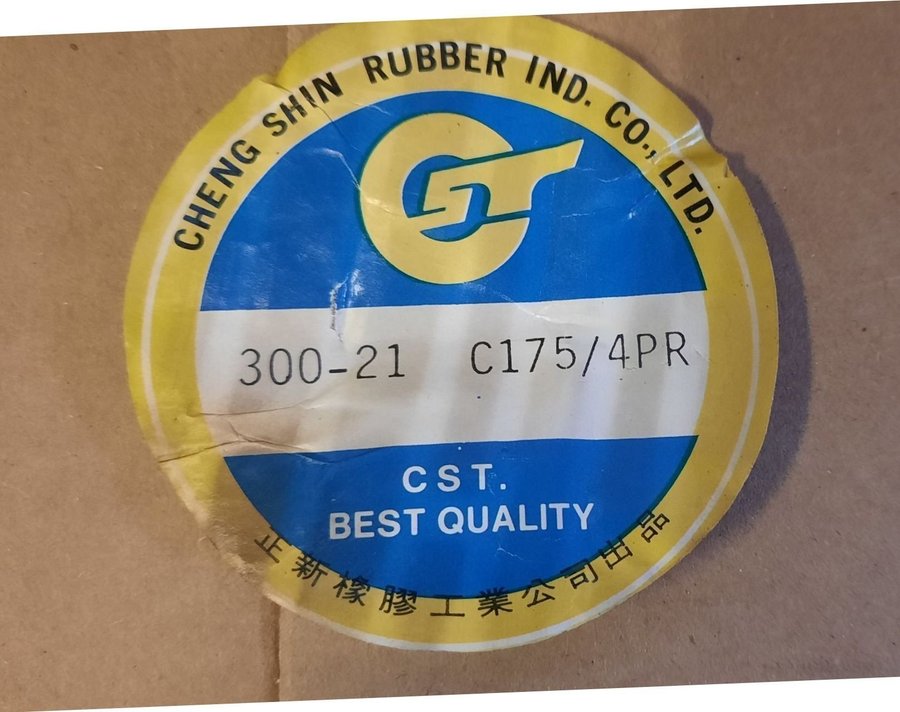 CHENG SHIN RUBBER IND. CO., LTD.
300-21 C175/4PR
CST.
BEST QUALITY
正新橡膠工業公司出品